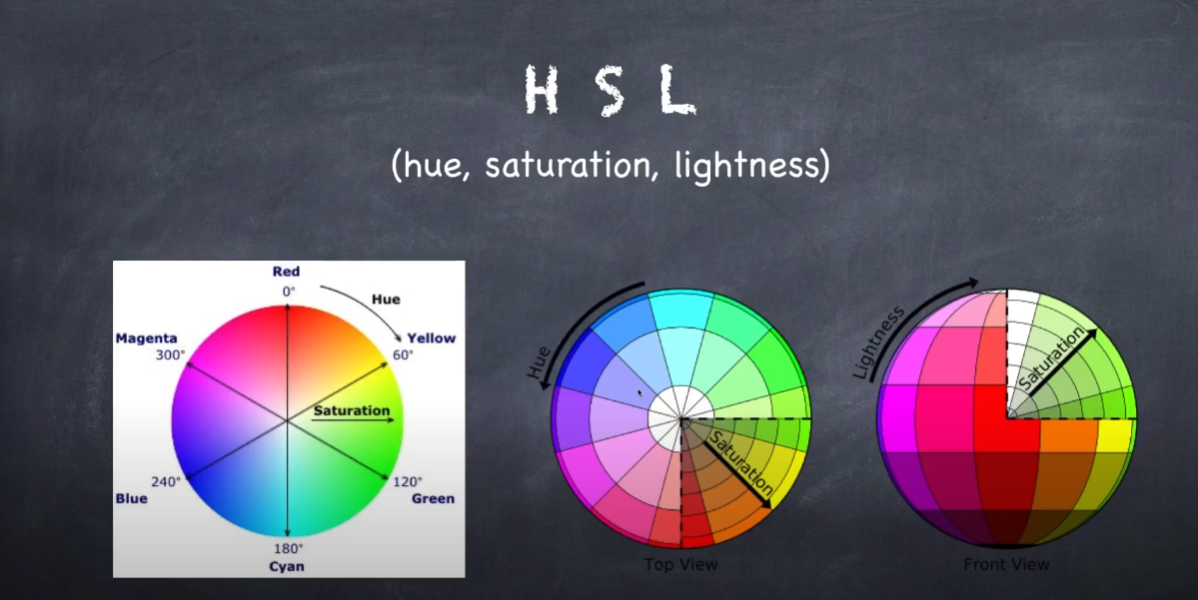 H S L
(hue, saturation, lightness)
Red
0°
Hue
Magenta
300°
Yellow
60°
Saturation
240°
Blue
120°
Green
180°
Cyan
Hue
Saturation
Top View
Lightness
Saturation
Front View